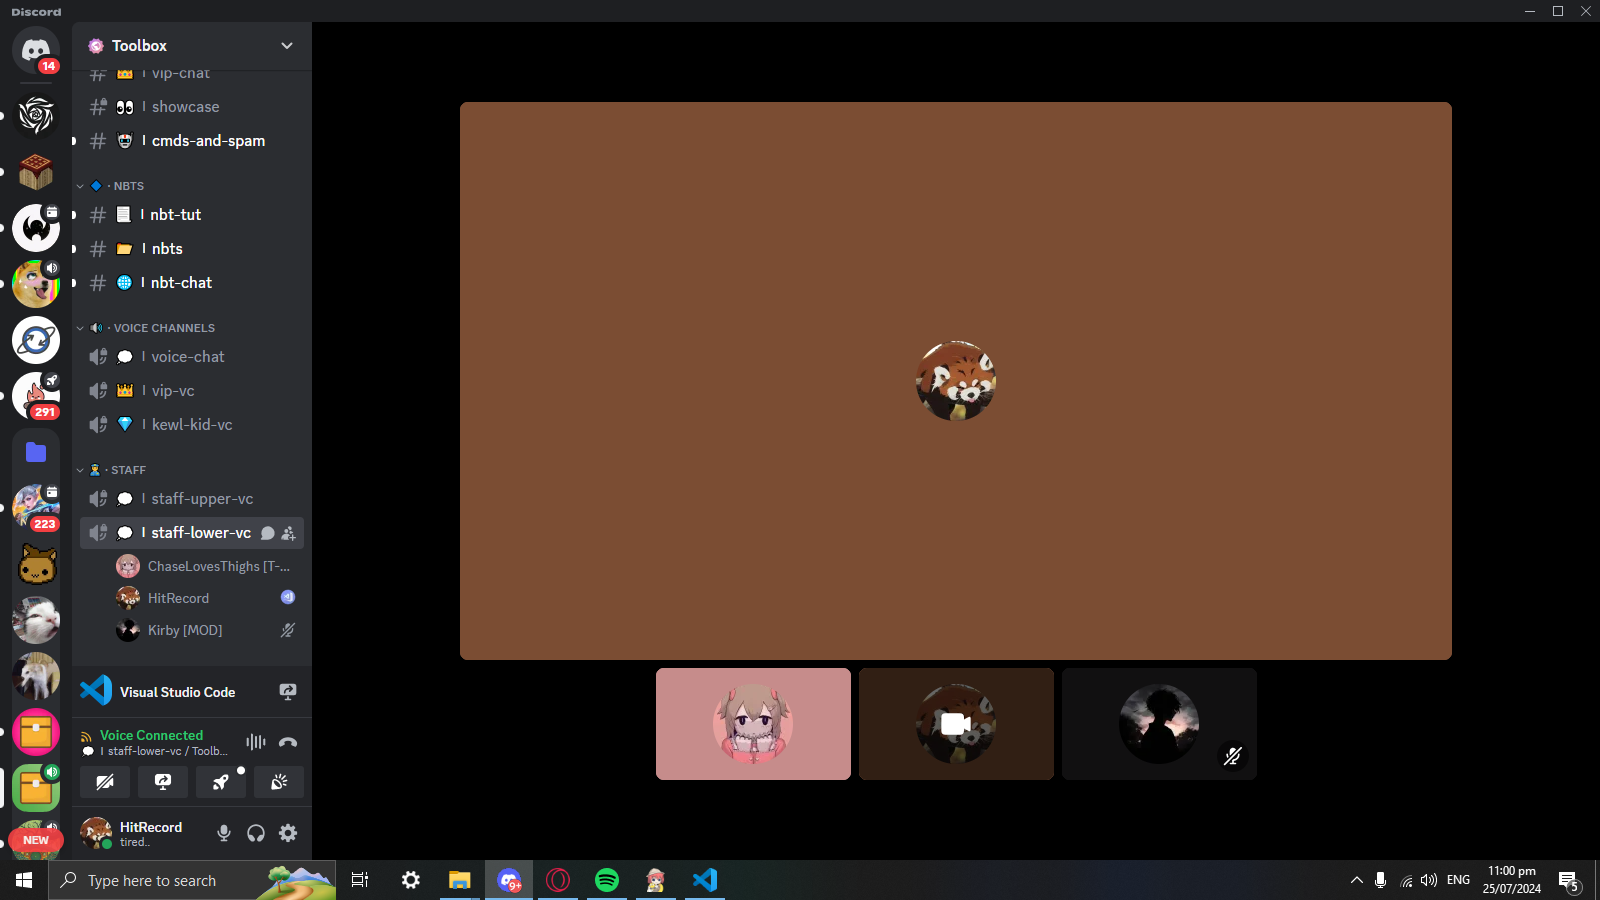 Discord
14
Toolbox
vip-chat
showcase
cmds-and-spam
NBTS
nbt-tut
nbts
nbt-chat
VOICE CHANNELS
voice-chat
vip-vc
kewl-kid-vc
STAFF
staff-upper-vc
staff-lower-vc
ChaseLovesThighs [T-...
HitRecord
Kirby [MOD]
291
223
NEW
Visual Studio Code
Voice Connected
staff-lower-vc / Toolb...
HitRecord
tired..
Type here to search
9+
ENG
11:00 pm
25/07/2024
5